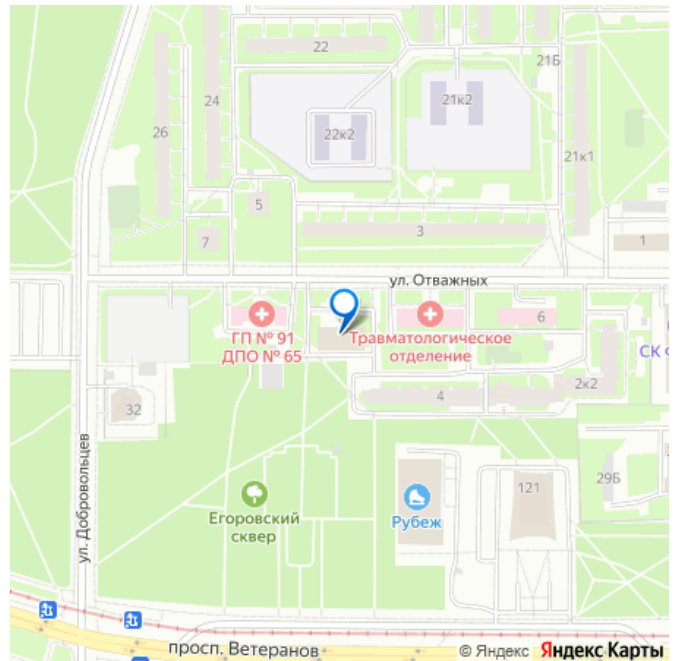 22
21Б
24
21к2
26
22к2
21к1
5
3
7
1
ул. Отважных
ГП № 91
ДПО № 65
Травматологическое
отделение
6
СК
2к2
4
32
ул. Добровольцев
29Б
121
Егоровский
сквер
Рубеж
просп. Ветеранов
© Яндекс Яндекс Карты